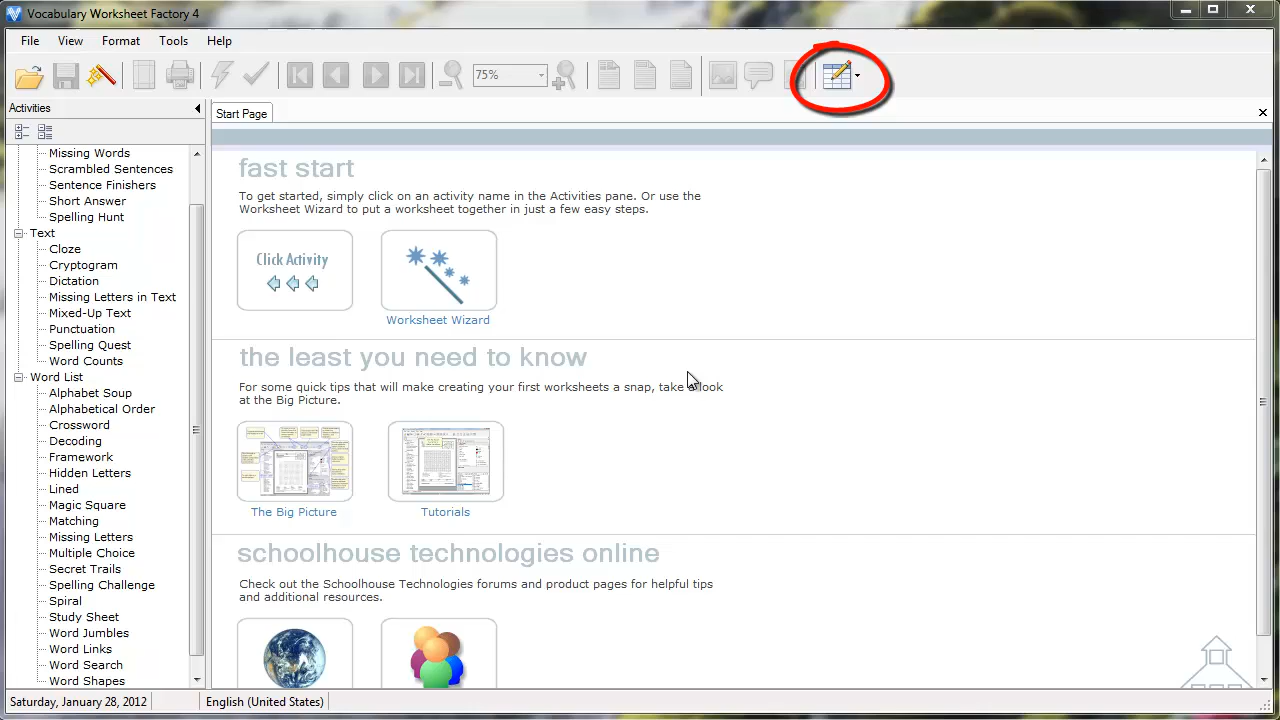 Vocabulary Worksheet Factory 4
File View Format Tools Help
75%
Activities
Start Page
Missing Words
Scrambled Sentences
Sentence Finishers
Short Answer
Spelling Hunt
Text
Cloze
Cryptogram
Dictation
Missing Letters in Text
Mixed-Up Text
Punctuation
Spelling Quest
Word Counts
Word List
Alphabet Soup
Alphabetical Order
Crossword
Decoding
Framework
Hidden Letters
Lined
Magic Square
Matching
Missing Letters
Multiple Choice
Secret Trails
Spelling Challenge
Spiral
Study Sheet
Word Jumbles
Word Links
Word Search
Word Shapes
fast start
To get started, simply click on an activity name in the Activities pane. Or use the
Worksheet Wizard to put a worksheet together in just a few easy steps.
Click Activity
Worksheet Wizard
the least you need to know
For some quick tips that will make creating your first worksheets a snap, take a look
at the Big Picture.
The Big Picture
Tutorials
schoolhouse technologies online
Check out the Schoolhouse Technologies forums and product pages for helpful tips
and additional resources.
Saturday, January 28, 2012
English (United States)